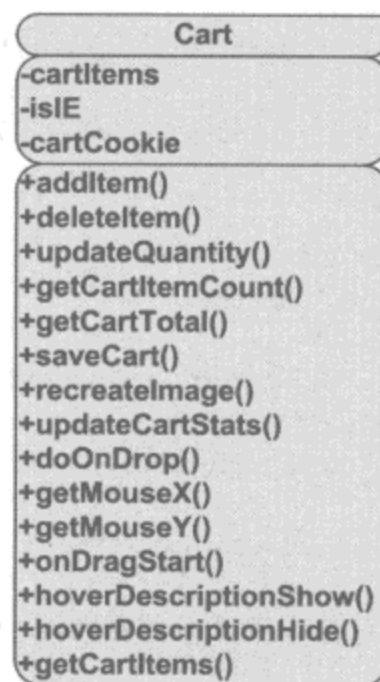 Cart
-cartItems
-isIE
-cartCookie
+addItem()
+deleteItem()
+updateQuantity()
+getCartItemCount()
+getCartTotal()
+saveCart()
+recreateImage()
+updateCartStats()
+doOnDrop()
+getMouseX()
+getMouseY()
+onDragStart()
+hoverDescriptionShow()
+hoverDescriptionHide()
+getCartItems()